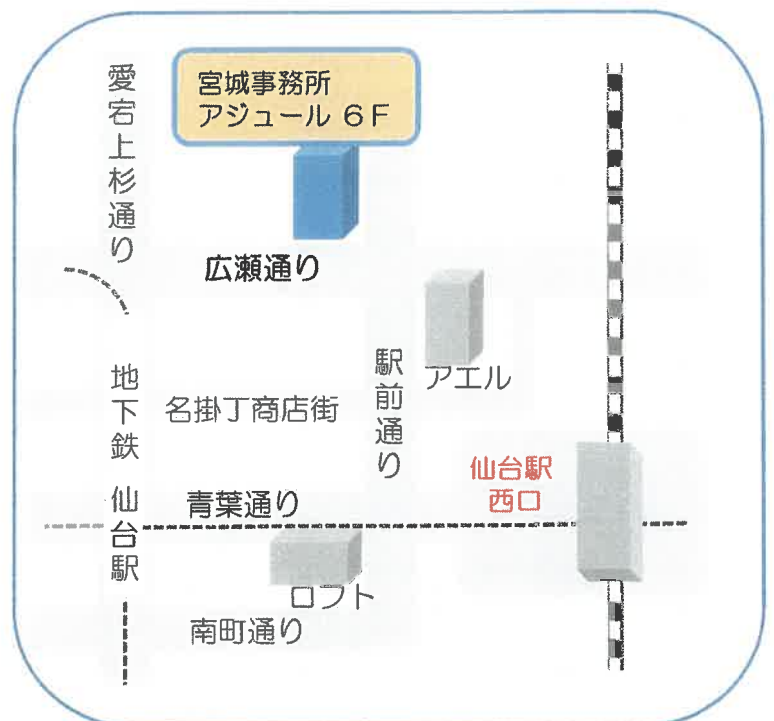 宮城事務所
アジュール 6F
愛宕上杉通り
広瀬通り
アエル
駅前通り
名掛丁商店街
地下鉄 仙台駅
仙台駅
西口
青葉通り
ロフト
南町通り